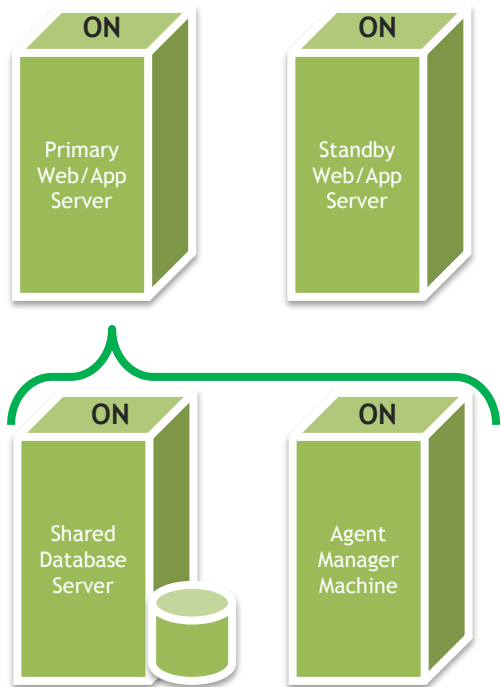 ON
Primary
Web/App
Server
ON
Standby
Web/App
Server
ON
Shared
Database
Server
ON
Agent
Manager
Machine